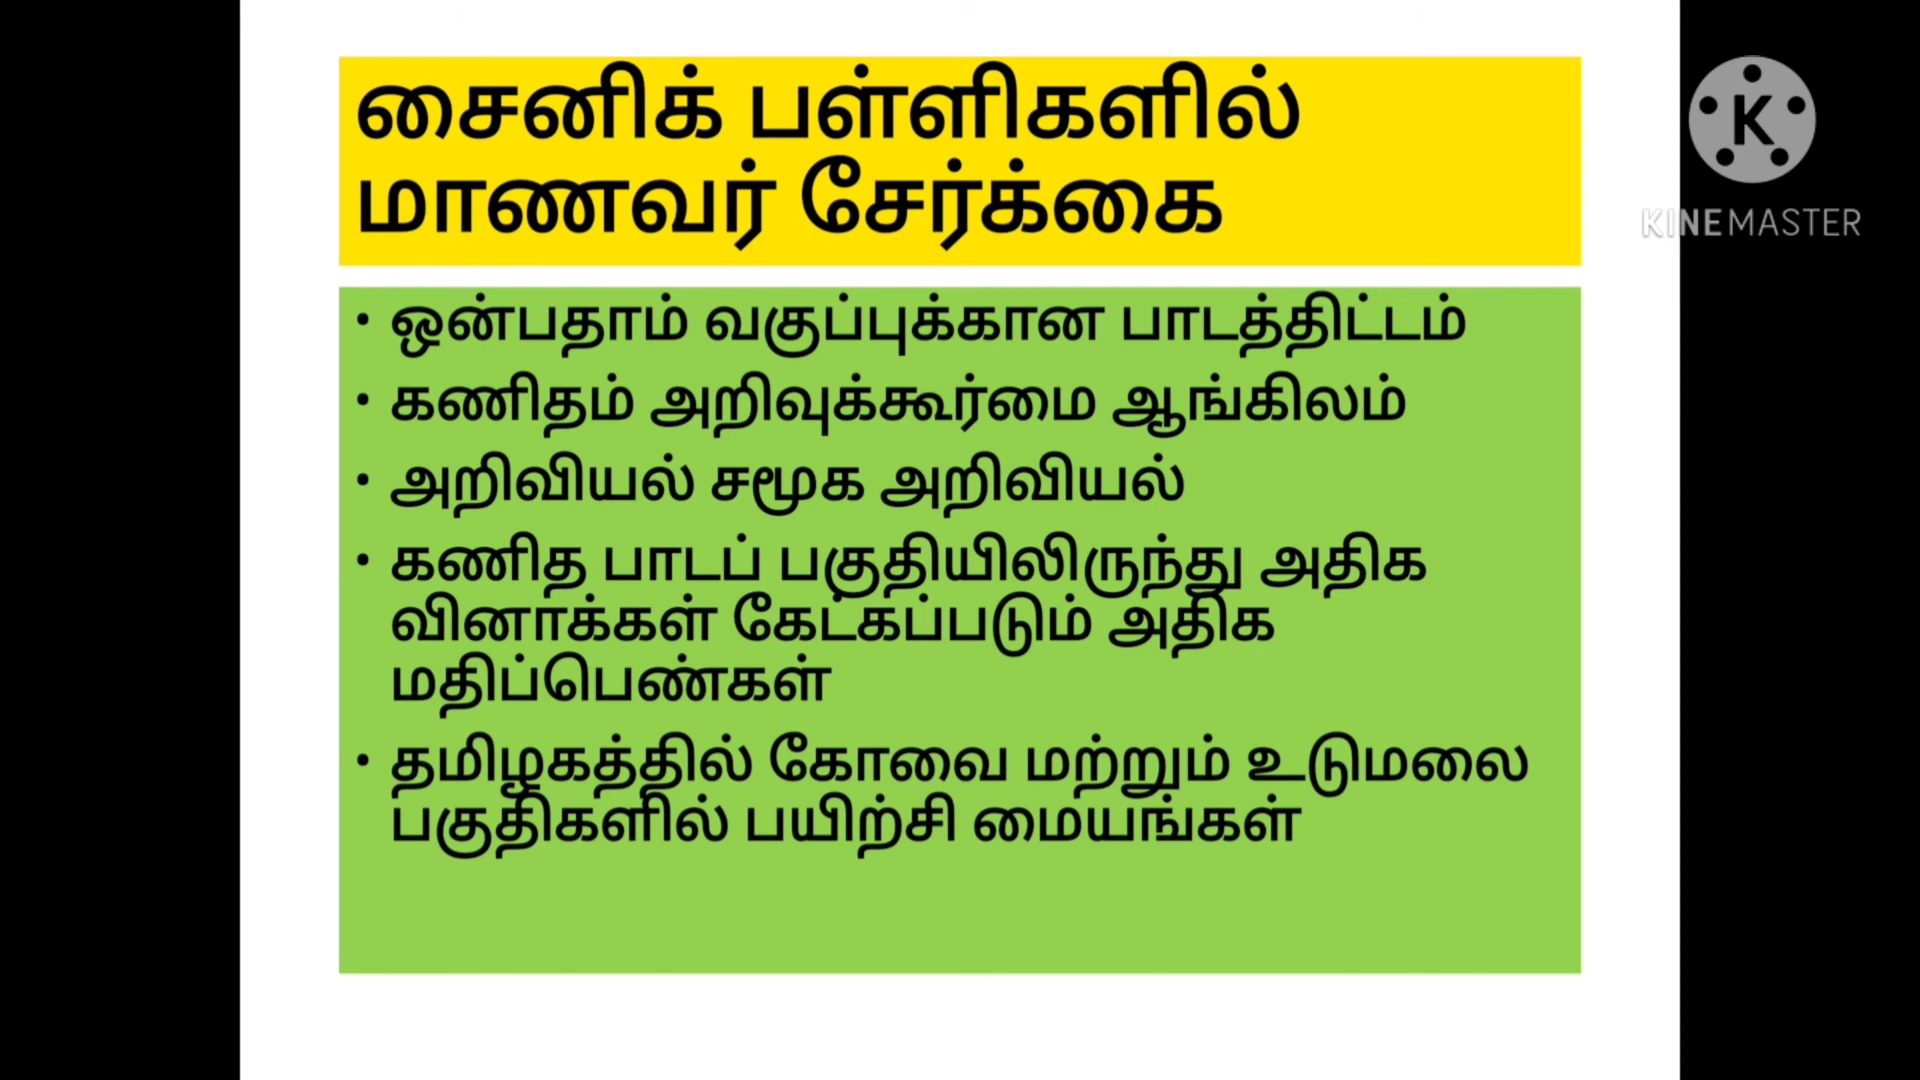 சைனிக் பள்ளிகளில்
மாணவர் சேர்க்கை
K
KINEMASTER
• ஒன்பதாம் வகுப்புக்கான பாடத்திட்டம்
• கணிதம் அறிவுக்கூர்மை ஆங்கிலம்
• அறிவியல் சமூக அறிவியல்
• கணித பாடப் பகுதியிலிருந்து அதிக
வினாக்கள் கேட்கப்படும் அதிக
மதிப்பெண்கள்
• தமிழகத்தில் கோவை மற்றும் உடுமலை
பகுதிகளில் பயிற்சி மையங்கள்